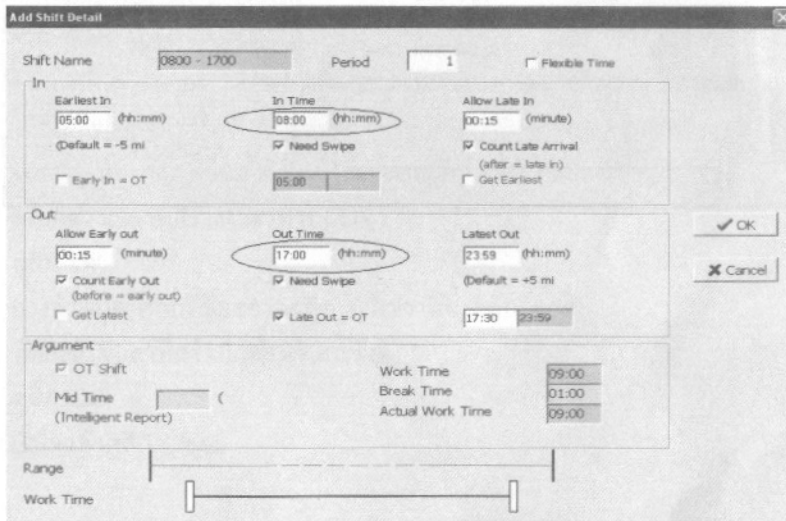 Add Shift Detail
Shift Name 0800 - 1700 Period 1 Flexible Time
In
Earliest In In Time Allow Late In
05:00 (hh:mm) 08:00 (hh:mm) 00:15 (minute)
(Default = -5 mi Need Swipe Count Late Arrival
(after = late in)
Early In = OT 05:00 Get Earliest
Out
Allow Early out Out Time Latest Out
00:15 (minute) 17:00 (hh:mm) 23:59 (hh:mm)
Count Early Out Need Swipe (Default = +5 mi
(before = early out)
Get Latest Late Out = OT 17:30 23:59
OK
Cancel
Argument
OT Shift Work Time 09:00
Mid Time ( Break Time 01:00
(Intelligent Report) Actual Work Time 09:00
Range
Work Time